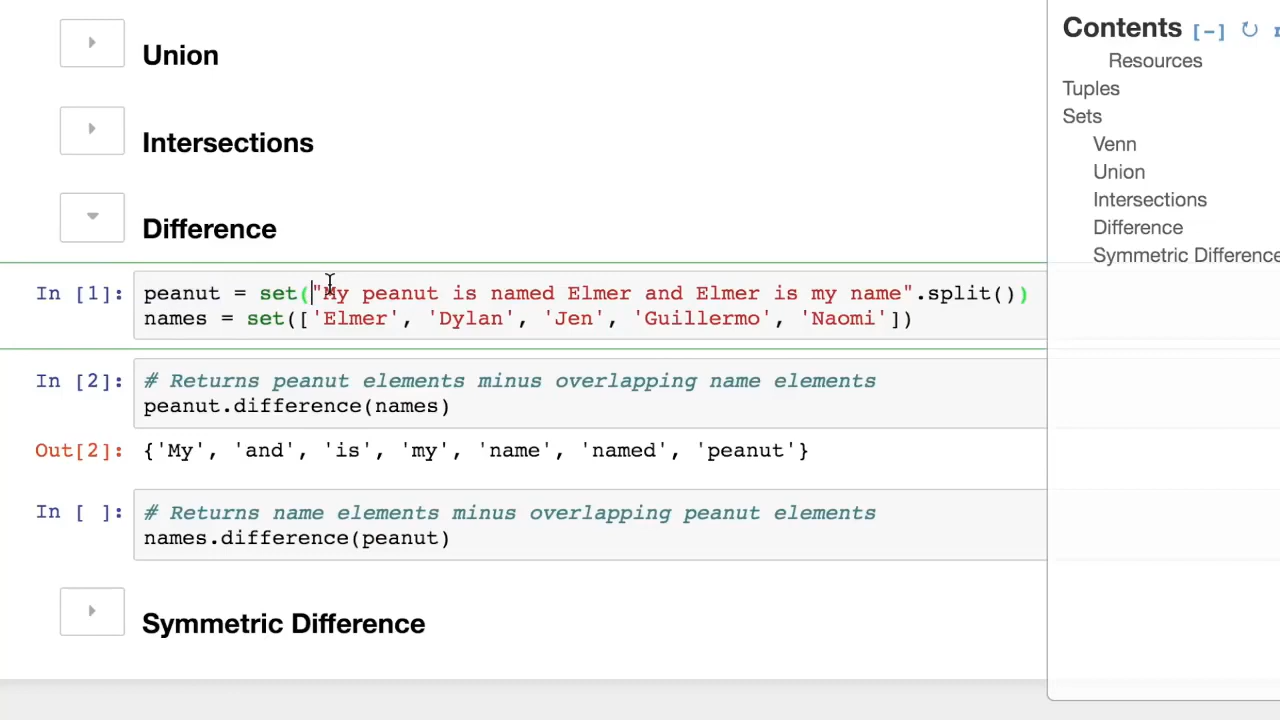 Union
Intersections
Difference
In [1]: peanut = set("My peanut is named Elmer and Elmer is my name".split())
names = set(['Elmer', 'Dylan', 'Jen', 'Guillermo', 'Naomi'])
In [2]: # Returns peanut elements minus overlapping name elements
peanut.difference(names)
Out[2]: {'My', 'and', 'is', 'my', 'name', 'named', 'peanut'}
In [ ]: # Returns name elements minus overlapping peanut elements
names.difference(peanut)
Symmetric Difference
Contents [-] ↻
Resources
Tuples
Sets
Venn
Union
Intersections
Difference
Symmetric Difference